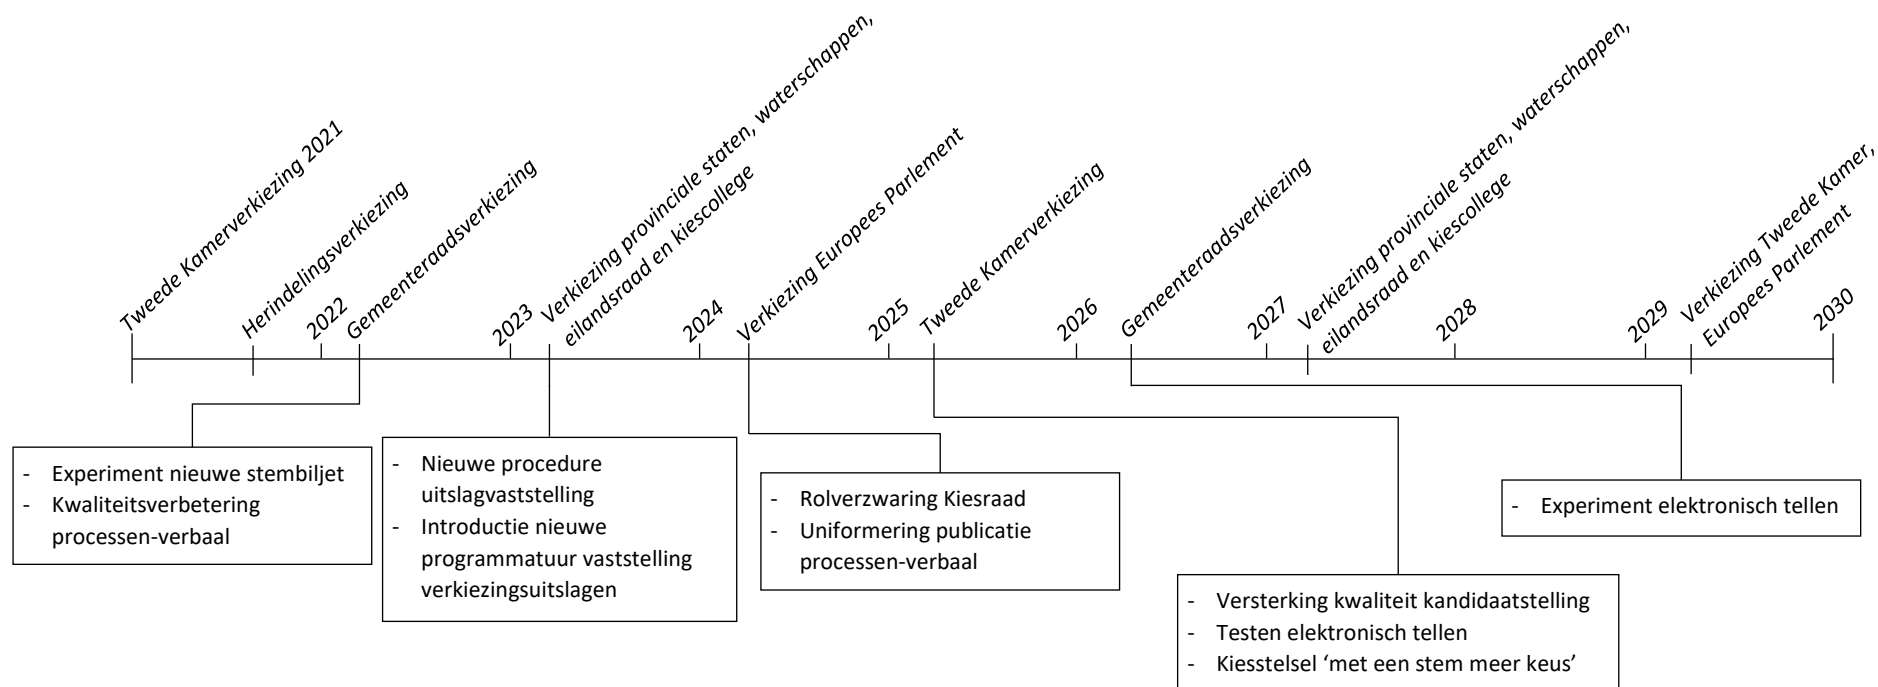 Tweede Kamerverkiezing 2021
Herindelingsverkiezing
2022
Gemeenteraadsverkiezing
2023
Verkiezing provinciale staten, waterschappen,
eilandsraad en kiescollege
2024
Verkiezing Europees Parlement
2025
Tweede Kamerverkiezing
2026
Gemeenteraadsverkiezing
2027
Verkiezing provinciale staten, waterschappen,
eilandsraad en kiescollege
2028
2029
Verkiezing Tweede Kamer,
Europees Parlement
2030
- Experiment nieuwe stembiljet
- Kwaliteitsverbetering
processen-verbaal
- Nieuwe procedure
uitslagvaststelling
- Introductie nieuwe
programmatuur vaststelling
verkiezingsuitslagen
- Rolverzwaring Kiesraad
- Uniformering publicatie
processen-verbaal
- Versterking kwaliteit kandidaatstelling
- Testen elektronisch tellen
- Kiesstelsel ‘met een stem meer keus’
- Experiment elektronisch tellen